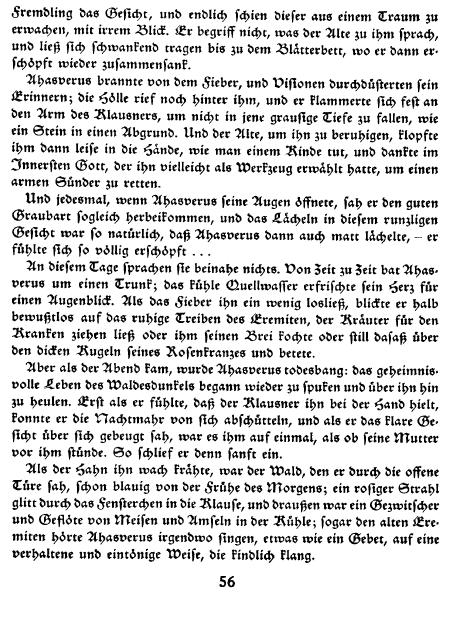 Fremdling das Gesicht, und endlich schien dieser aus einem Traum zu
erwachen, mit irrem Blick. Er begriff nicht, was der Alte zu ihm sprach,
und ließ sich schwankend tragen bis zu dem Blätterbett, wo er dann er-
schöpft wieder zusammensank.
Ahasverus brannte von dem Fieber, und Visionen durchdüsterten sein
Erinnern; die Hölle rief noch hinter ihm, und er klammerte sich fest an
den Arm des Klausners, um nicht in jene grausige Tiefe zu fallen, wie
ein Stein in einen Abgrund. Und der Alte, um ihn zu beruhigen, klopfte
ihm dann leise in die Hände, wie man einem Kinde tut, und dankte im
Innersten Gott, der ihn vielleicht als Werkzeug erwählt hatte, um einen
armen Sünder zu retten.
Und jedesmal, wenn Ahasverus seine Augen öffnete, sah er den guten
Graubart sogleich herbeikommen, und das Lächeln in diesem runzligen
Gesicht war so natürlich, daß Ahasverus dann auch matt lächelte, – er
fühlte sich so völlig erschöpft ...
An diesem Tage sprachen sie beinahe nichts. Von Zeit zu Zeit bat Ahas-
verus um einen Trunk; das kühle Quellwasser erfrischte sein Herz für
einen Augenblick. Als das Fieber ihn ein wenig losließ, blickte er halb
bewußtlos auf das ruhige Treiben des Eremiten, der Kräuter für den
Kranken ziehen ließ oder ihm seinen Brei kochte oder still dasaß über
den dicken Kugeln seines Rosenkranzes und betete.
Aber als der Abend kam, wurde Ahasverus todesbang: das geheimnis-
volle Leben des Waldesdunkels begann wieder zu spuken und über ihn hin
zu heulen. Erst als er fühlte, daß der Klausner ihn bei der Hand hielt,
konnte er die Nachtmahr von sich abschütteln, und als er das klare Ge-
sicht über sich gebeugt sah, war es ihm auf einmal, als ob seine Mutter
vor ihm stünde. So schlief er denn sanft ein.
Als der Hahn ihn wach krähte, war der Wald, den er durch die offene
Türe sah, schon blauig von der Frühe des Morgens; ein rosiger Strahl
glitt durch das Fensterchen in die Klause, und draußen war ein Gezwitscher
und Geflöte von Meisen und Amseln in der Kühle; sogar den alten Ere-
miten hörte Ahasverus irgendwo singen, etwas wie ein Gebet, auf eine
verhaltene und eintönige Weise, die kindlich klang.
56